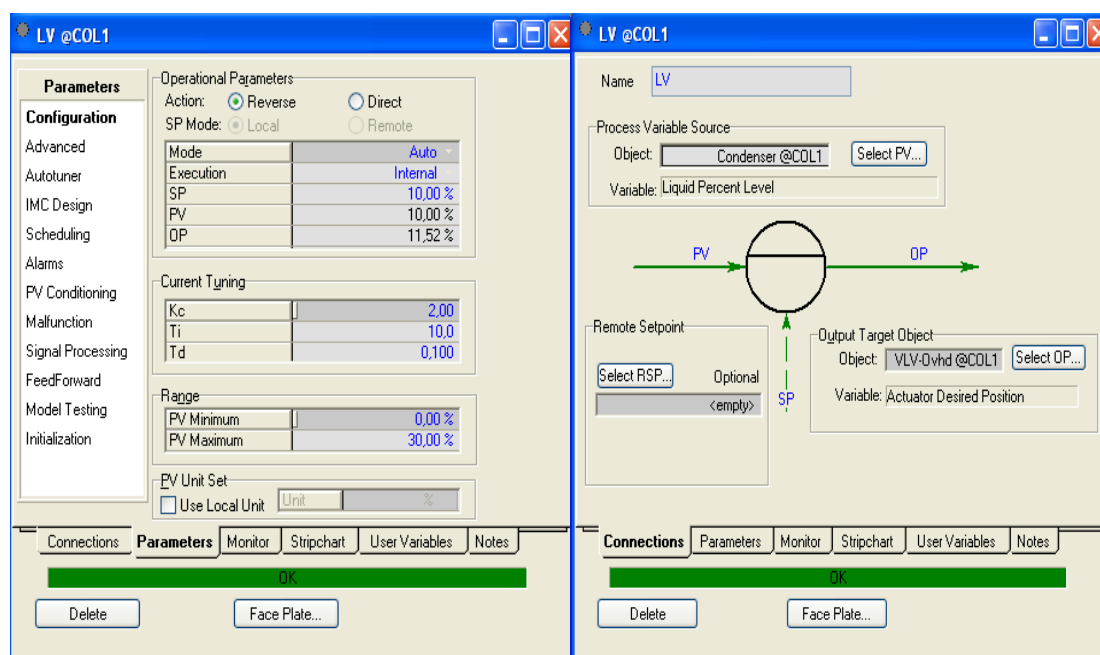 LV @COL1
Parameters
Configuration
Advanced
Autotuner
IMC Design
Scheduling
Alarms
PV Conditioning
Malfunction
Signal Processing
FeedForward
Model Testing
Initialization
Operational Parameters
Action: Reverse Direct
SP Mode: Local Remote
Mode Auto
Execution Internal
SP 10,00 %
PV 10,00 %
OP 11,52 %
Current Tuning
Kc 2,00
Ti 10,0
Td 0,100
Range
PV Minimum 0,00 %
PV Maximum 30,00 %
PV Unit Set
Use Local Unit Unit %
Connections Parameters Monitor Stripchart User Variables Notes
OK
Delete Face Plate...
LV @COL1
Name LV
Process Variable Source
Object: Condenser @COL1 Select PV...
Variable: Liquid Percent Level
PV OP
Remote Setpoint
Select RSP... Optional
<empty>
SP
Output Target Object
Object: VLV-Ovhd @COL1 Select OP...
Variable: Actuator Desired Position
Connections Parameters Monitor Stripchart User Variables Notes
OK
Delete Face Plate...